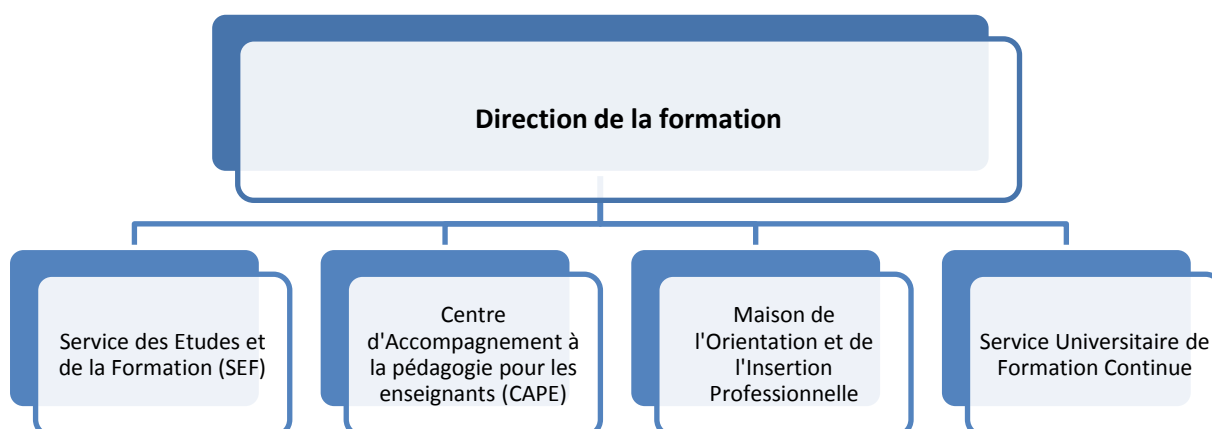 Direction de la formation
Service des Etudes et
de la Formation (SEF)
Centre
d'Accompagnement à
la pédagogie pour les
enseignants (CAPE)
Maison de
l'Orientation et de
l'Insertion
Professionnelle
Service Universitaire de
Formation Continue